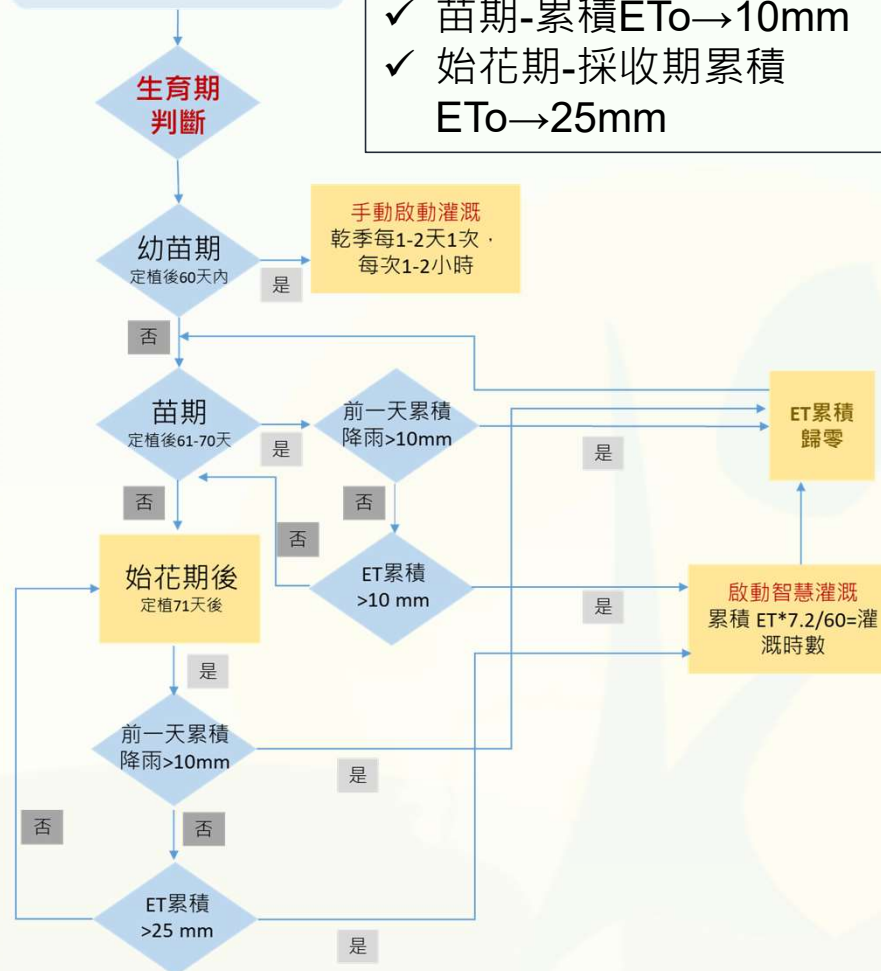 ✓ 苗期-累積ETo→10mm
✓ 始花期-採收期累積
ETo→25mm
生育期
判斷
幼苗期
定植後60天內
是
手動啟動灌溉
乾季每1-2天1次，
每次1-2小時
否
苗期
定植後61-70天
是
前一天累積
降雨>10mm
是
ET累積
歸零
否
否
否
始花期後
定植71天後
ET累積
>10 mm
是
啟動智慧灌溉
累積 ET*7.2/60=灌
溉時數
是
前一天累積
降雨>10mm
是
否
否
ET累積
>25 mm
是